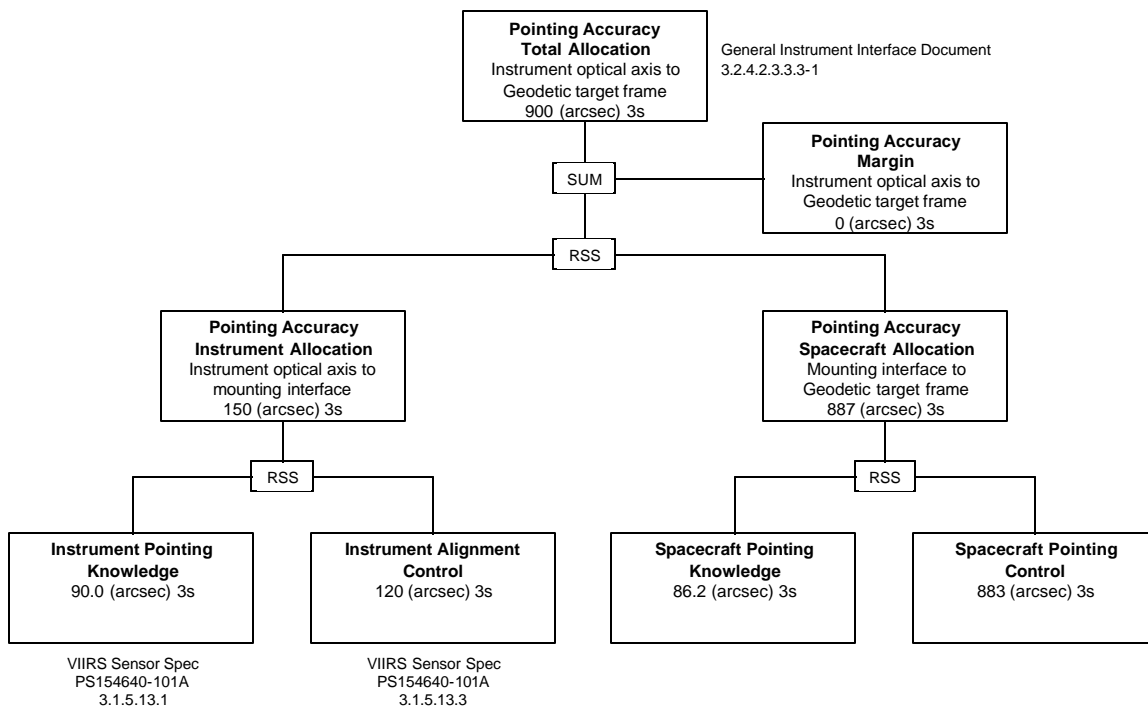 Pointing Accuracy
Total Allocation
Instrument optical axis to
Geodetic target frame
900 (arcsec) 3s
General Instrument Interface Document
3.2.4.2.3.3.3-1
Pointing Accuracy
Margin
Instrument optical axis to
Geodetic target frame
0 (arcsec) 3s
SUM
RSS
Pointing Accuracy
Instrument Allocation
Instrument optical axis to
mounting interface
150 (arcsec) 3s
Pointing Accuracy
Spacecraft Allocation
Mounting interface to
Geodetic target frame
887 (arcsec) 3s
RSS
RSS
Instrument Pointing
Knowledge
90.0 (arcsec) 3s
Instrument Alignment
Control
120 (arcsec) 3s
Spacecraft Pointing
Knowledge
86.2 (arcsec) 3s
Spacecraft Pointing
Control
883 (arcsec) 3s
VIIRS Sensor Spec
PS154640-101A
3.1.5.13.1
VIIRS Sensor Spec
PS154640-101A
3.1.5.13.3